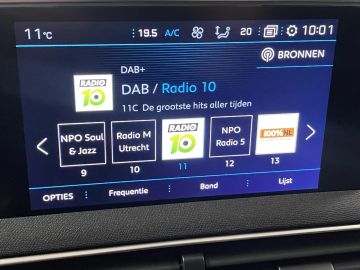 11°C 19.5 A/C 20 10:01
BRONNEN
DAB+
RADIO 10
DAB / Radio 10
11C De grootste hits aller tijden
NPO Soul & Jazz
Radio M Utrecht
RADIO 10
NPO Radio 5
100%NL
9 10 11 12 13
OPTIES Frequentie Band Lijst